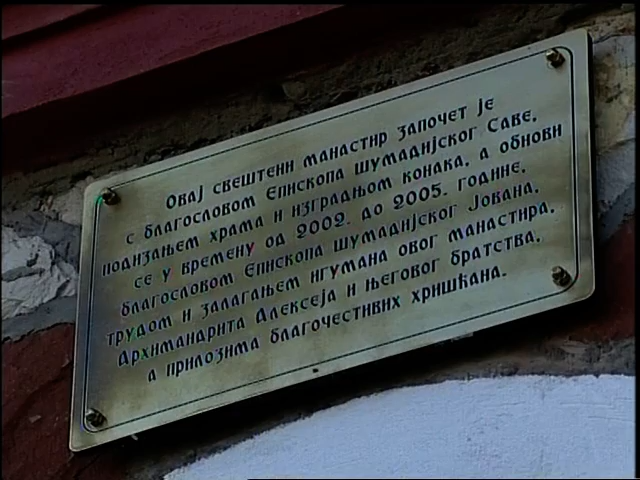 Овај свештени манастир започет је
с благословом Епископа шумадијског Саве,
подизањем храма и изградњом конака, а обнови
се у времену од 2002. до 2005. године,
благословом Епископа шумадијског Јована,
трудом и залагањем игумана овог манастира,
Архимандрита Алексеја и његовог братства,
а прилозима благочестивих хришћана.